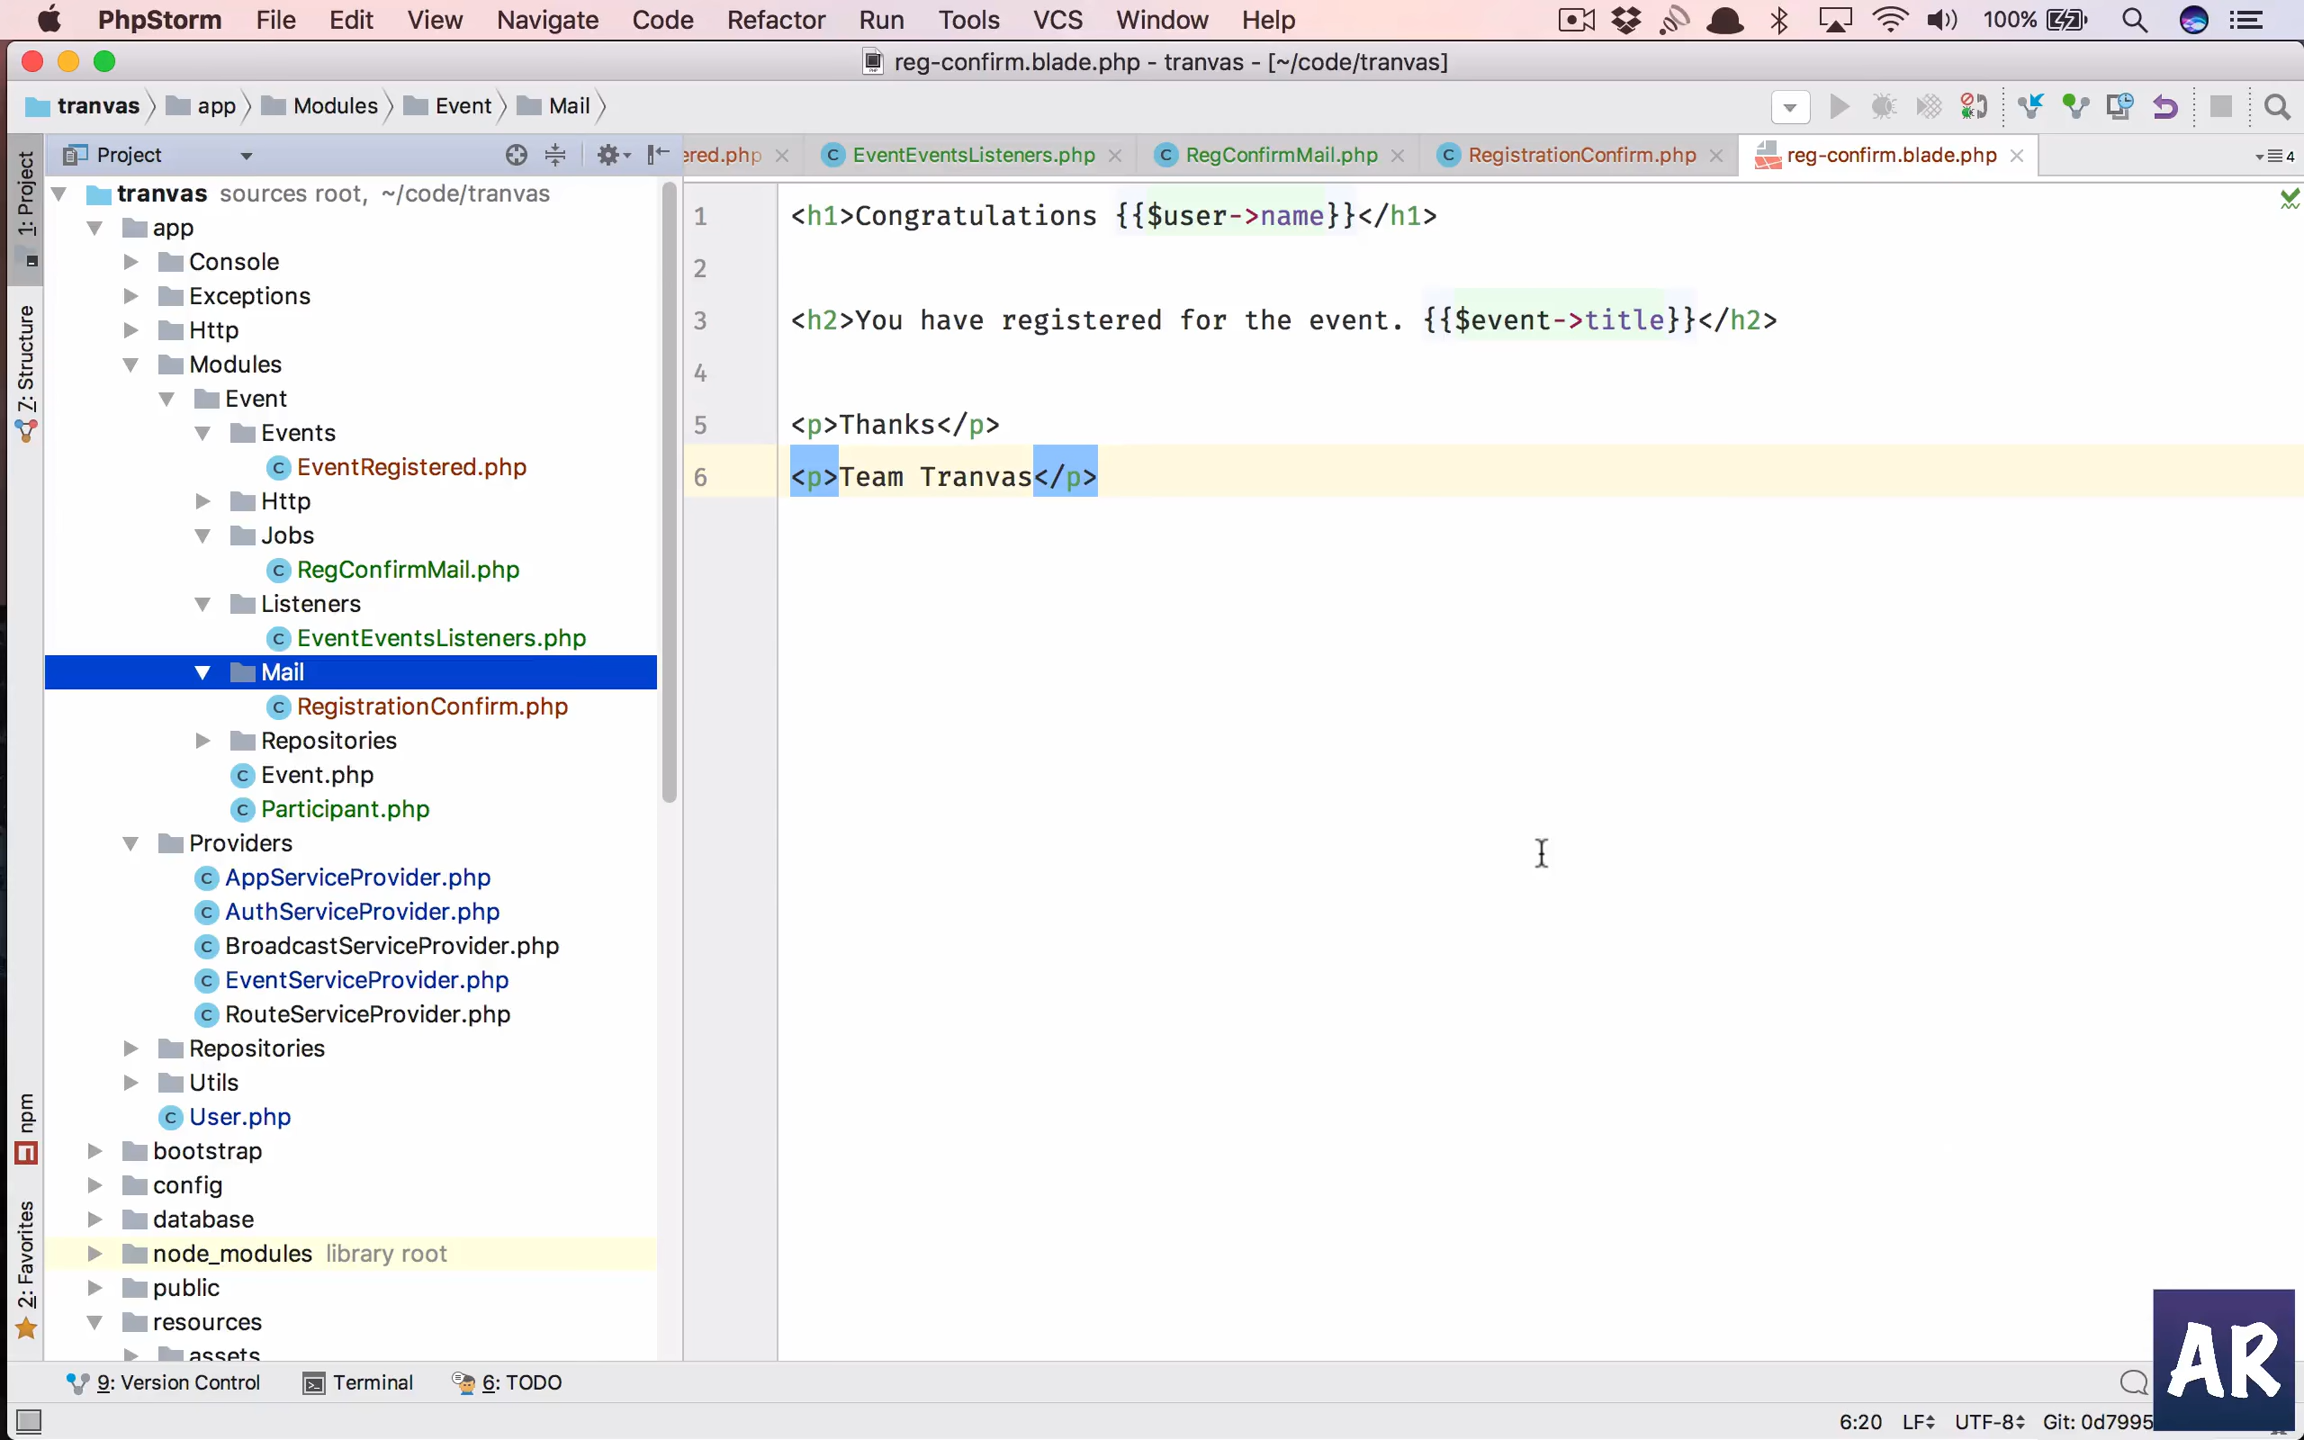 PhpStorm File Edit View Navigate Code Refactor Run Tools VCS Window Help 100%
reg-confirm.blade.php - tranvas - [~/code/tranvas]
tranvas app Modules Event Mail
Project ered.php EventEventsListeners.php RegConfirmMail.php RegistrationConfirm.php reg-confirm.blade.php 4
1: Project
Z: Structure
npm
2: Favorites
tranvas sources root, ~/code/tranvas
app
Console
Exceptions
Http
Modules
Event
Events
C EventRegistered.php
Http
Jobs
C RegConfirmMail.php
Listeners
C EventEventsListeners.php
Mail
C RegistrationConfirm.php
Repositories
C Event.php
C Participant.php
Providers
C AppServiceProvider.php
C AuthServiceProvider.php
C BroadcastServiceProvider.php
C EventServiceProvider.php
C RouteServiceProvider.php
Repositories
Utils
C User.php
bootstrap
config
database
node_modules library root
public
resources
assets
1 <h1>Congratulations {{$user->name}}</h1>
2
3 <h2>You have registered for the event. {{$event->title}}</h2>
4
5 <p>Thanks</p>
6 <p>Team Tranvas</p>
9: Version Control Terminal 6: TODO
6:20 LF UTF-8 Git: 0d7995
AR